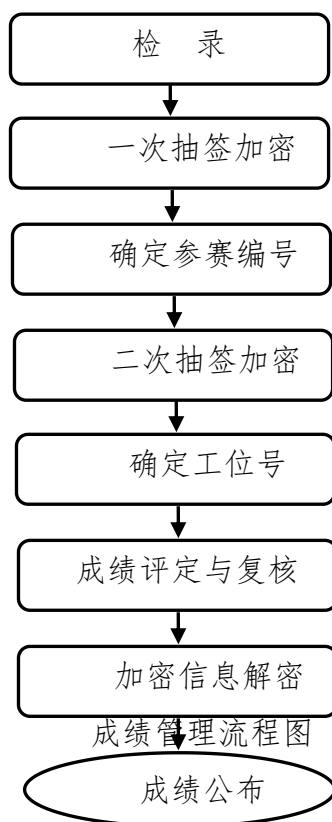 检 录
一次抽签加密
确定参赛编号
二次抽签加密
确定工位号
成绩评定与复核
加密信息解密
成绩管理流程图
成绩公布